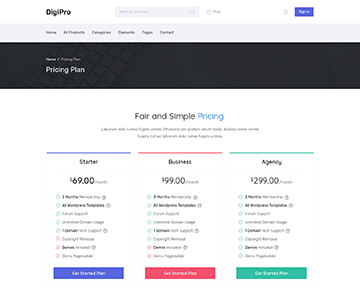 DigiPro
what do you look ...
Help
Sign in
Home All Products Categories Elements Pages Contact
Home / Pricing Plan
Pricing Plan
Fair and Simple Pricing
Starter
$69.00/month
3 Months Membership
All Wordpress Templates
Forum Support
Unlimited Domain Usage
1 Domain Tech Support
Copyright Removal
Demos Included
Demo Pagebuilder
Get Started Plan
Business
$99.00/month
3 Months Membership
All Wordpress Templates
Forum Support
Unlimited Domain Usage
1 Domain Tech Support
Copyright Removal
Demos Included
Demo Pagebuilder
Get Started Plan
Agency
$299.00/month
3 Months Membership
All Wordpress Templates
Forum Support
Unlimited Domain Usage
1 Domain Tech Support
Copyright Removal
Demos Included
Demo Pagebuilder
Get Started Plan